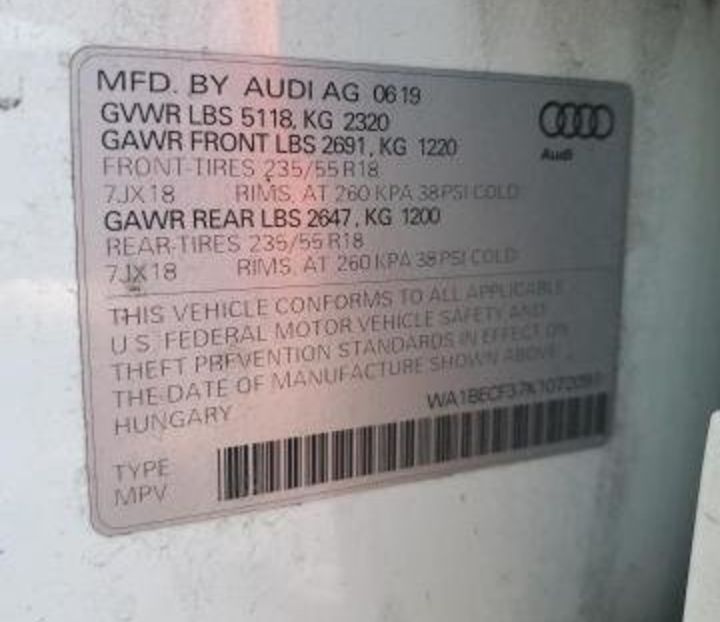 MFD. BY AUDI AG 0619
GVWR LBS 5118, KG 2320
GAWR FRONT LBS 2691, KG 1220
FRONT-TIRES 235/55 R18
7JX18 RIMS, AT 260 KPA 38 PSI COLD
GAWR REAR LBS 2647, KG 1200
REAR-TIRES 235/55 R18
7JX18 RIMS, AT 260 KPA 38 PSI COLD
Audi
THIS VEHICLE CONFORMS TO ALL APPLICABLE
U.S. FEDERAL MOTOR VEHICLE SAFETY AND
THEFT PREVENTION STANDARDS IN EFFECT ON
THE DATE OF MANUFACTURE SHOWN ABOVE
HUNGARY
TYPE
MPV